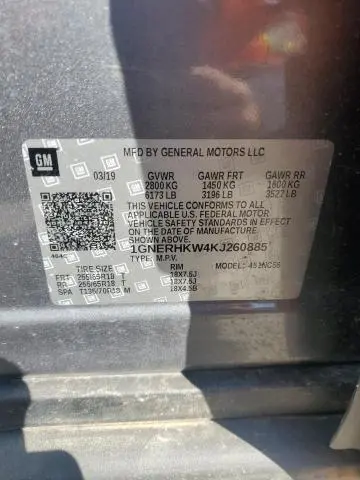 GM
MFD BY GENERAL MOTORS LLC
03/19 GVWR GAWR FRT GAWR RR
2800 KG 1450 KG 1600 KG
6173 LB 3196 LB 3527 LB
THIS VEHICLE CONFORMS TO ALL
APPLICABLE U.S. FEDERAL MOTOR
VEHICLE SAFETY STANDARDS IN
EFFECT ON THE DATE OF
MANUFACTURE SHOWN ABOVE.
1GNERHKW4KJ260885
TYPE: M.P.V. MODEL:
TIRE SIZE RIM
FRT 255/65R18 T 18X7.5J
RR 255/65R18 T 18X7.5J
SPA T135/70R18 M 18X4.5B